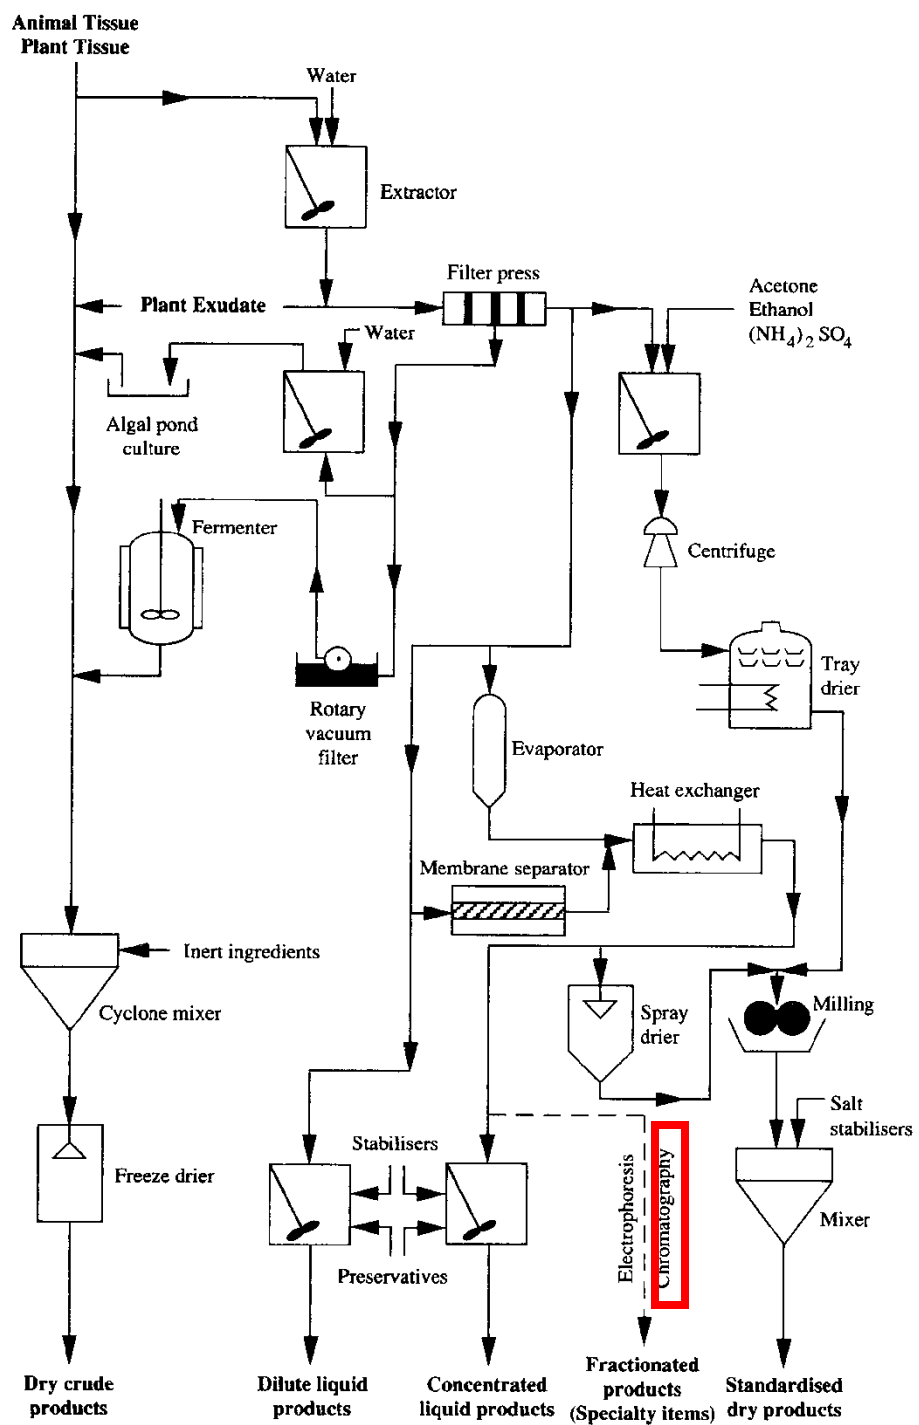 Animal Tissue
Plant Tissue
Water
Extractor
Filter press
Plant Exudate
Acetone
Ethanol
(NH4)2 SO4
Water
Algal pond
culture
Fermenter
Centrifuge
Tray
drier
Rotary
vacuum
filter
Evaporator
Heat exchanger
Membrane separator
Inert ingredients
Cyclone mixer
Spray
drier
Milling
Salt
stabilisers
Stabilisers
Freeze drier
Electrophoresis
Chromatography
Mixer
Preservatives
Dry crude
products
Dilute liquid
products
Concentrated
liquid products
Fractionated
products
(Specialty items)
Standardised
dry products